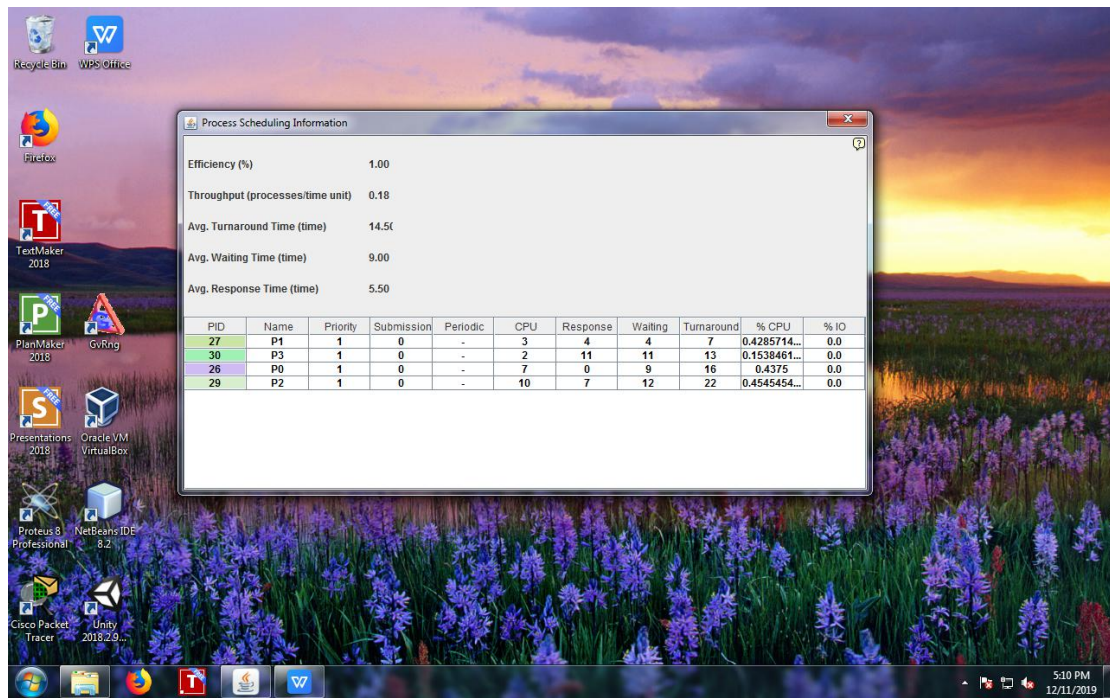 Recycle Bin
WPS Office
Firefox
TextMaker 2018
PlanMaker 2018
GvRng
Presentations 2018
Oracle VM VirtualBox
Proteus 8 Professional
NetBeans IDE 8.2
Cisco Packet Tracer
Unity 2018.2.9...
FREE
T
FREE
P
FREE
S
Process Scheduling Information
Efficiency (%) 1.00
Throughput (processes/time unit) 0.18
Avg. Turnaround Time (time) 14.50
Avg. Waiting Time (time) 9.00
Avg. Response Time (time) 5.50
PID Name Priority Submission Periodic CPU Response Waiting Turnaround % CPU % IO
27 P1 1 0 - 3 4 4 7 0.4285714... 0.0
30 P3 1 0 - 2 11 11 13 0.1538461... 0.0
26 P0 1 0 - 7 0 9 16 0.4375 0.0
29 P2 1 0 - 10 7 12 22 0.4545454... 0.0
5:10 PM
12/11/2019